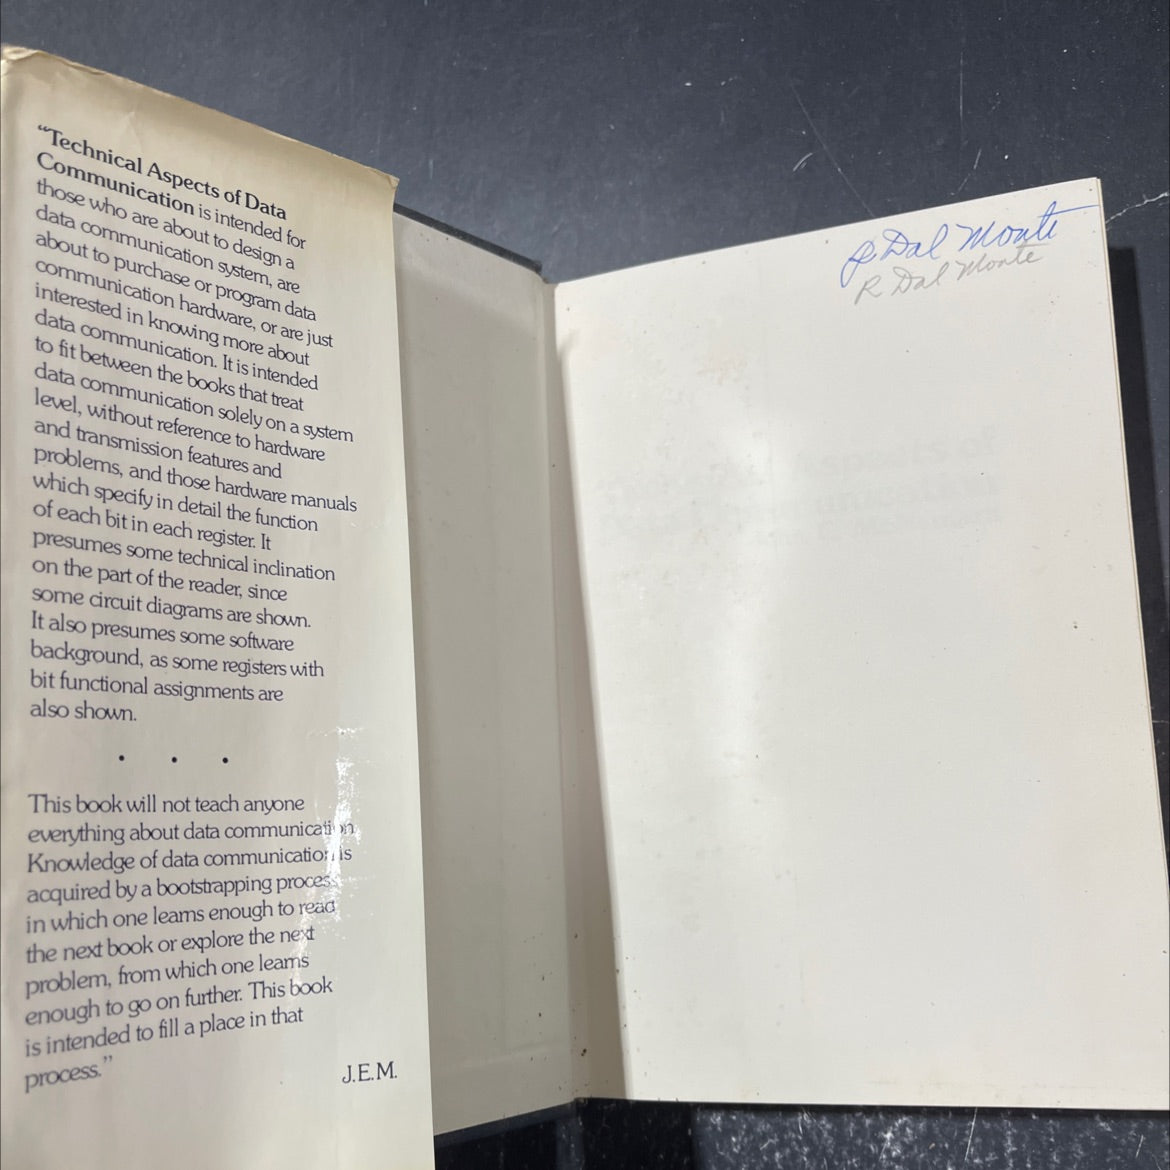 “Technical Aspects of Data
Communication is intended for
those who are about to design a
data communication system, are
about to purchase or program data
communication hardware, or are just
interested in knowing more about
data communication. It is intended
to fit between the books that treat
data communication solely on a system
level, without reference to hardware
and transmission features and
problems, and those hardware manuals
which specify in detail the function
of each bit in each register. It
presumes some technical inclination
on the part of the reader, since
some circuit diagrams are shown.
It also presumes some software
background, as some registers with
bit functional assignments are
also shown.
• • •
This book will not teach anyone
everything about data communication.
Knowledge of data communication is
acquired by a bootstrapping process
in which one learns enough to read
the next book or explore the next
problem, from which one learns
enough to go on further. This book
is intended to fill a place in that
process.”
J.E.M.
R Dal Monte
R Dal Monte